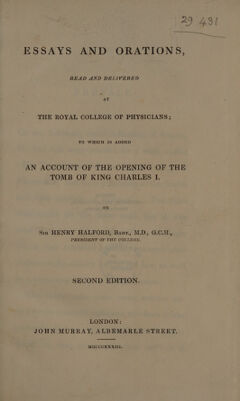 29 481
ESSAYS AND ORATIONS,
READ AND DELIVERED
AT
THE ROYAL COLLEGE OF PHYSICIANS;
TO WHICH IS ADDED
AN ACCOUNT OF THE OPENING OF THE
TOMB OF KING CHARLES I.
Sir HENRY HALFORD, Bart., M.D., G.C.H.,
PRESIDENT OF THE COLLEGE.
SECOND EDITION.
LONDON:
JOHN MURRAY, ALBEMARLE STREET.
MDCCCXXXIII.